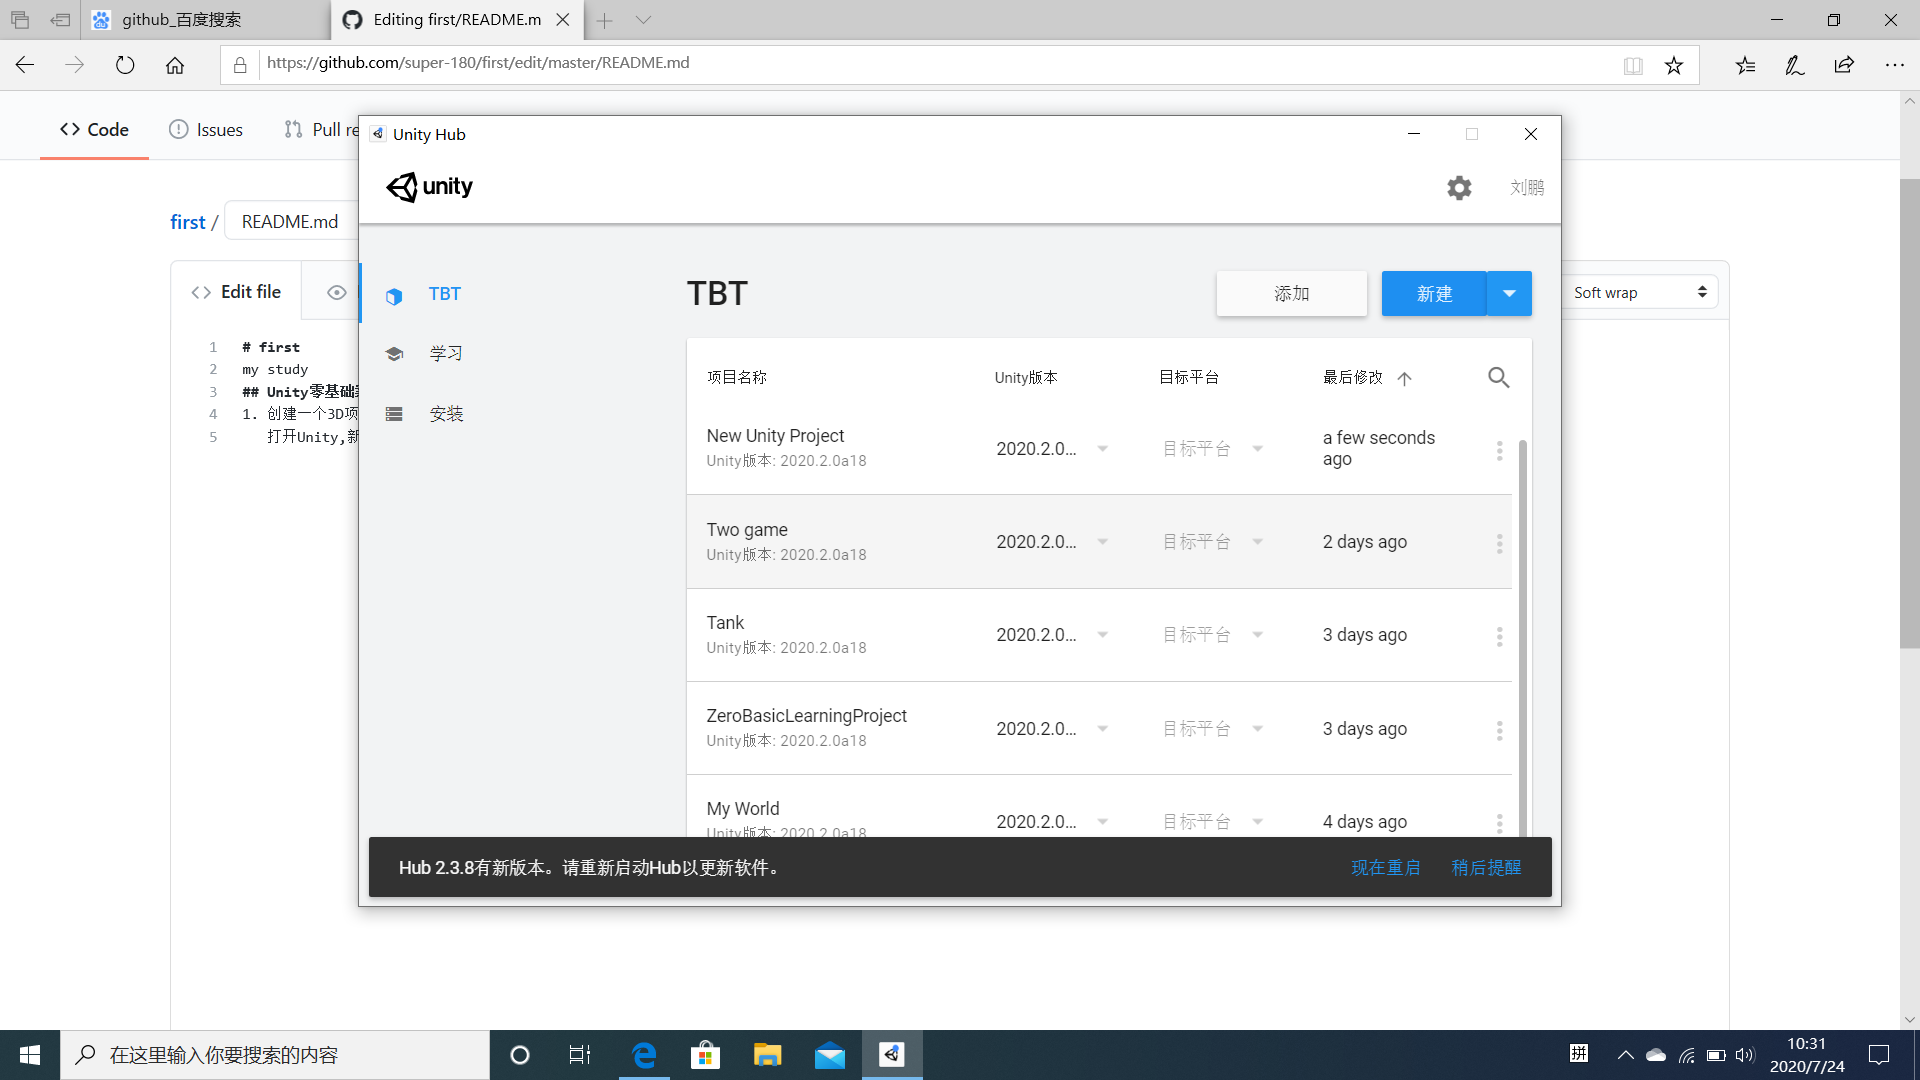 github_百度搜索
Editing first/README.m
https://github.com/super-180/first/edit/master/README.md
Code
Issues
Pull re
first / README.md
Edit file
Soft wrap
1 # first
2 my study
3 ## Unity零基础
4 1. 创建一个3D项
5 打开Unity,新
Unity Hub
unity
刘鹏
TBT
学习
安装
TBT
添加
新建
项目名称 Unity版本 目标平台 最后修改
New Unity Project
Unity版本: 2020.2.0a18
2020.2.0...
目标平台
a few seconds
ago
Two game
Unity版本: 2020.2.0a18
2020.2.0...
目标平台
2 days ago
Tank
Unity版本: 2020.2.0a18
2020.2.0...
目标平台
3 days ago
ZeroBasicLearningProject
Unity版本: 2020.2.0a18
2020.2.0...
目标平台
3 days ago
My World
Unity版本: 2020.2.0a18
2020.2.0...
目标平台
4 days ago
Hub 2.3.8有新版本。请重新启动Hub以更新软件。
现在重启
稍后提醒
在这里输入你要搜索的内容
拼
10:31
2020/7/24